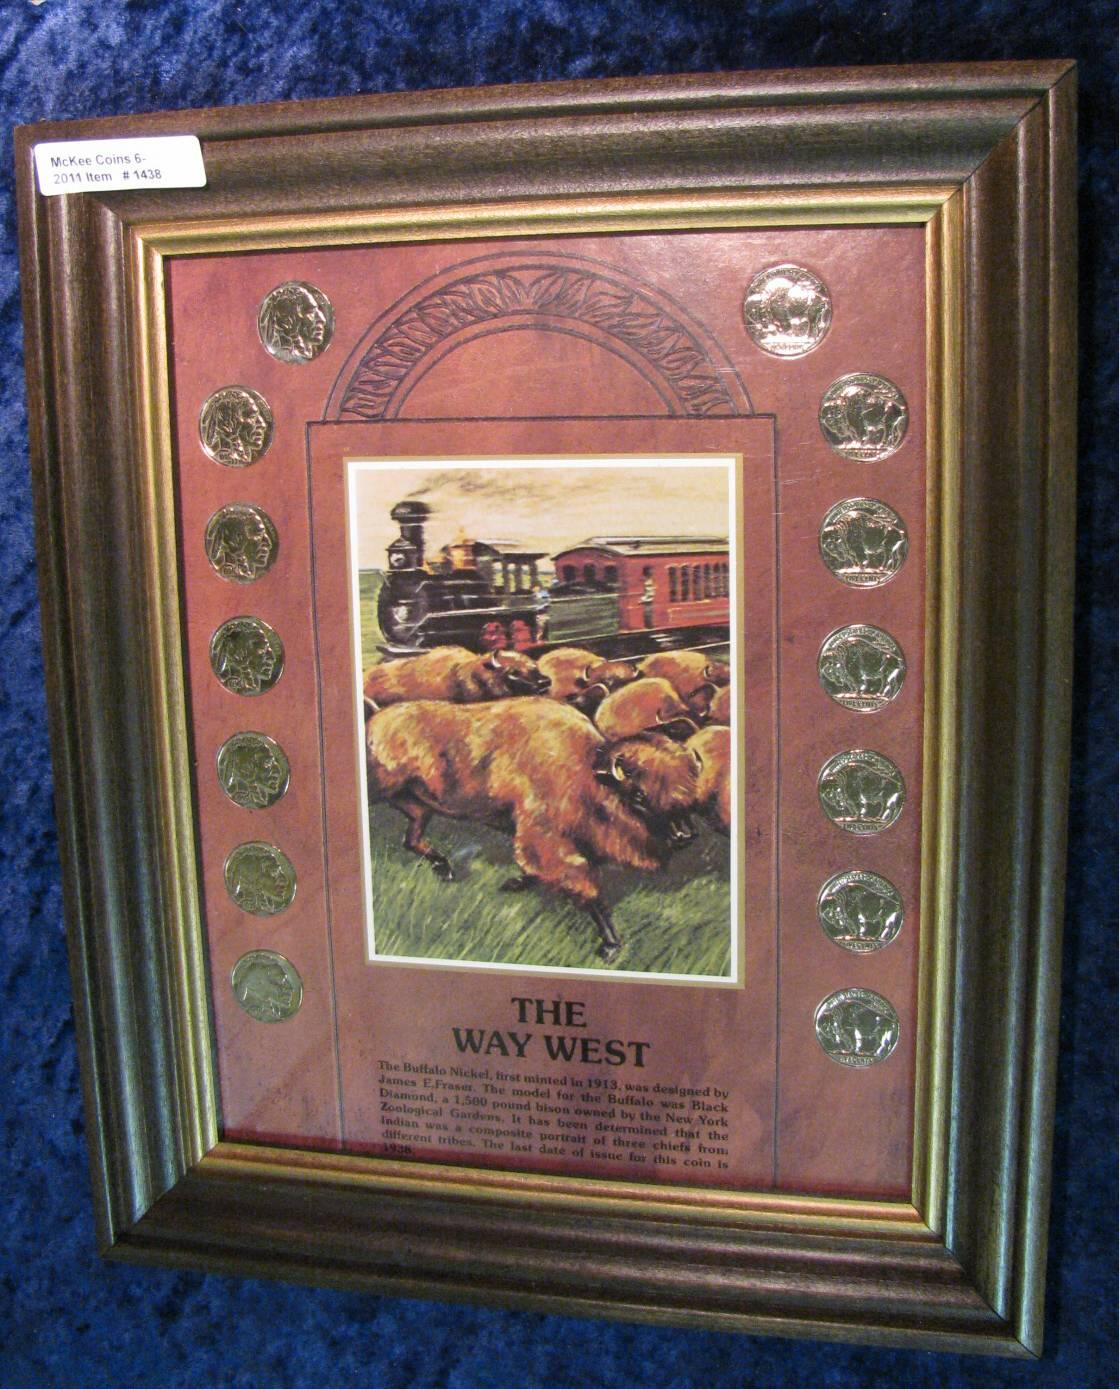 McKee Coins 6-
2011 Item # 1438
THE
WAY WEST
The Buffalo Nickel, first minted in 1913, was designed by
James E.Fraser. The model for the Buffalo was Black
Diamond, a 1,500 pound bison owned by the New York
Zoological Gardens. It has been determined that the
Indian was a composite portrait of three chiefs from
different tribes. The last date of issue for this coin is
1938.